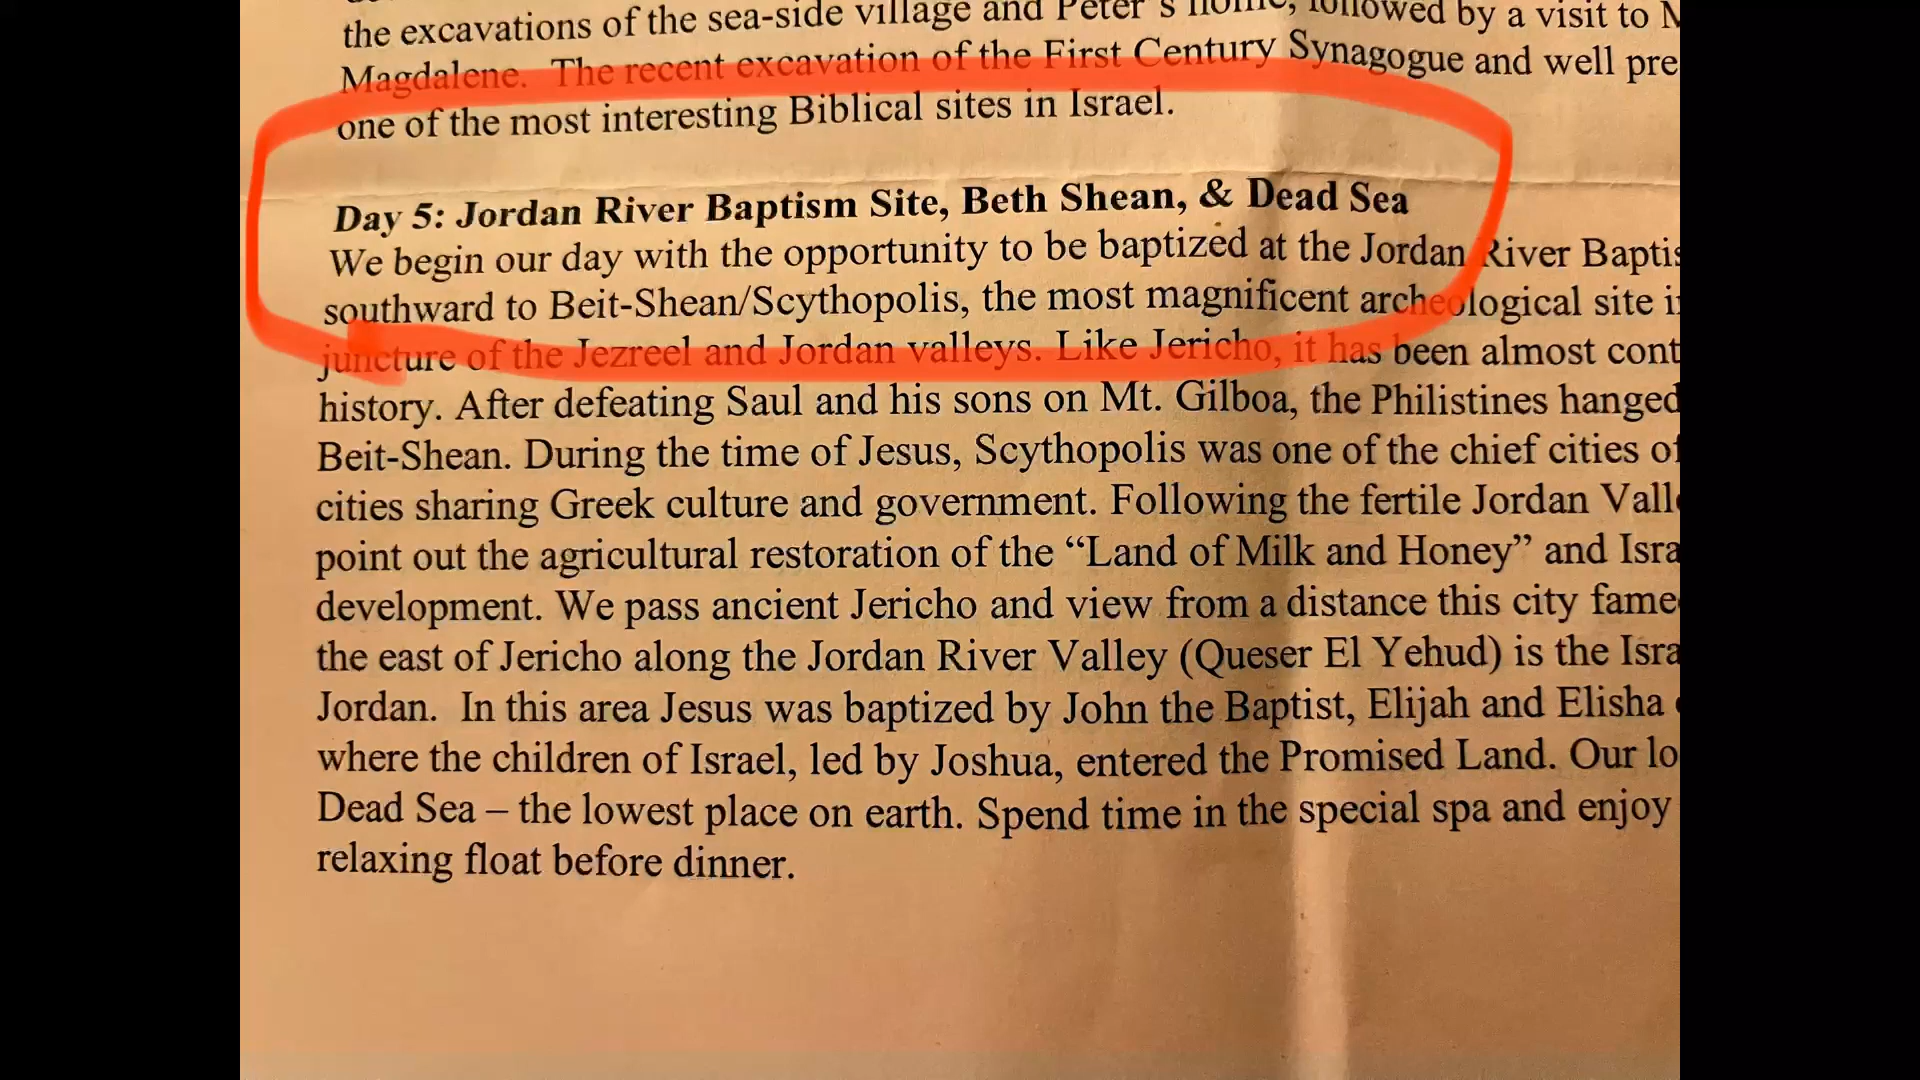 the excavations of the sea-side village and Peter's home, followed by a visit to M
Magdalene. The recent excavation of the First Century Synagogue and well pre
one of the most interesting Biblical sites in Israel.
Day 5: Jordan River Baptism Site, Beth Shean, & Dead Sea
We begin our day with the opportunity to be baptized at the Jordan River Baptis
southward to Beit-Shean/Scythopolis, the most magnificent archeological site i
juncture of the Jezreel and Jordan valleys. Like Jericho, it has been almost cont
history. After defeating Saul and his sons on Mt. Gilboa, the Philistines hanged
Beit-Shean. During the time of Jesus, Scythopolis was one of the chief cities of
cities sharing Greek culture and government. Following the fertile Jordan Vall
point out the agricultural restoration of the “Land of Milk and Honey” and Isra
development. We pass ancient Jericho and view from a distance this city fame
the east of Jericho along the Jordan River Valley (Queser El Yehud) is the Isra
Jordan. In this area Jesus was baptized by John the Baptist, Elijah and Elisha
where the children of Israel, led by Joshua, entered the Promised Land. Our lo
Dead Sea – the lowest place on earth. Spend time in the special spa and enjoy
relaxing float before dinner.